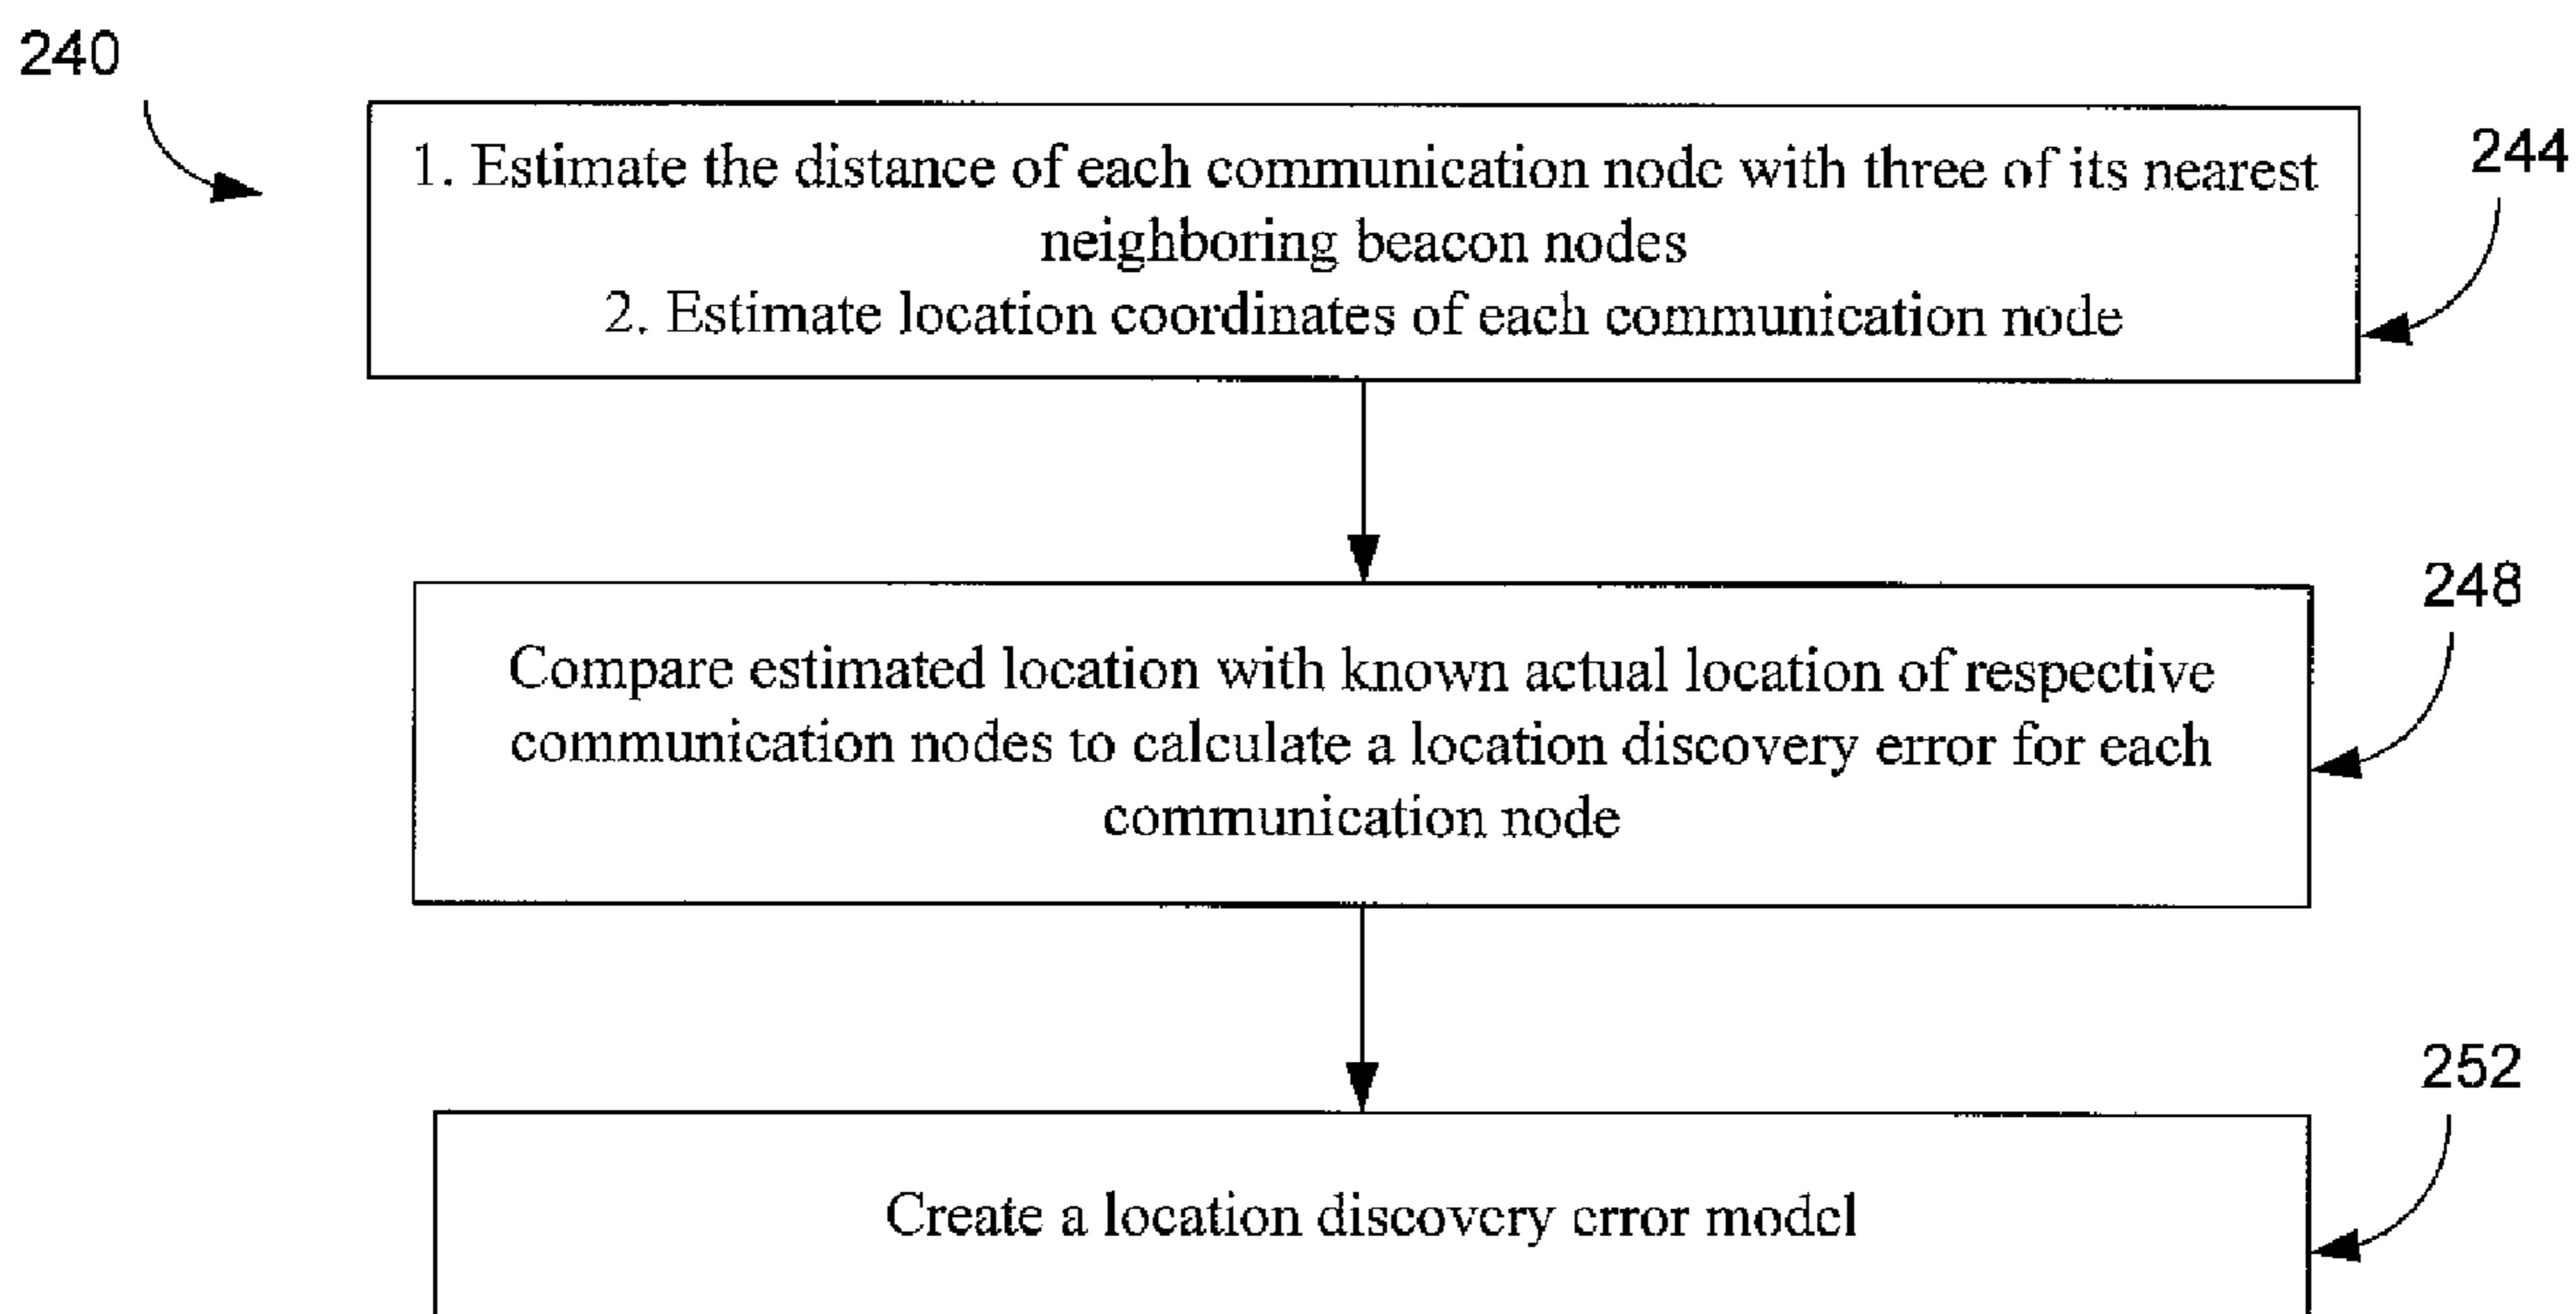 240
1. Estimate the distance of each communication node with three of its nearest
244
neighboring beacon nodes
2. Estimate location coordinates of each communication node
248
Compare estimated location with known actual location of respective
communication nodes to calculate a location discovery error for each
communication node
252
Create a location discovery error model